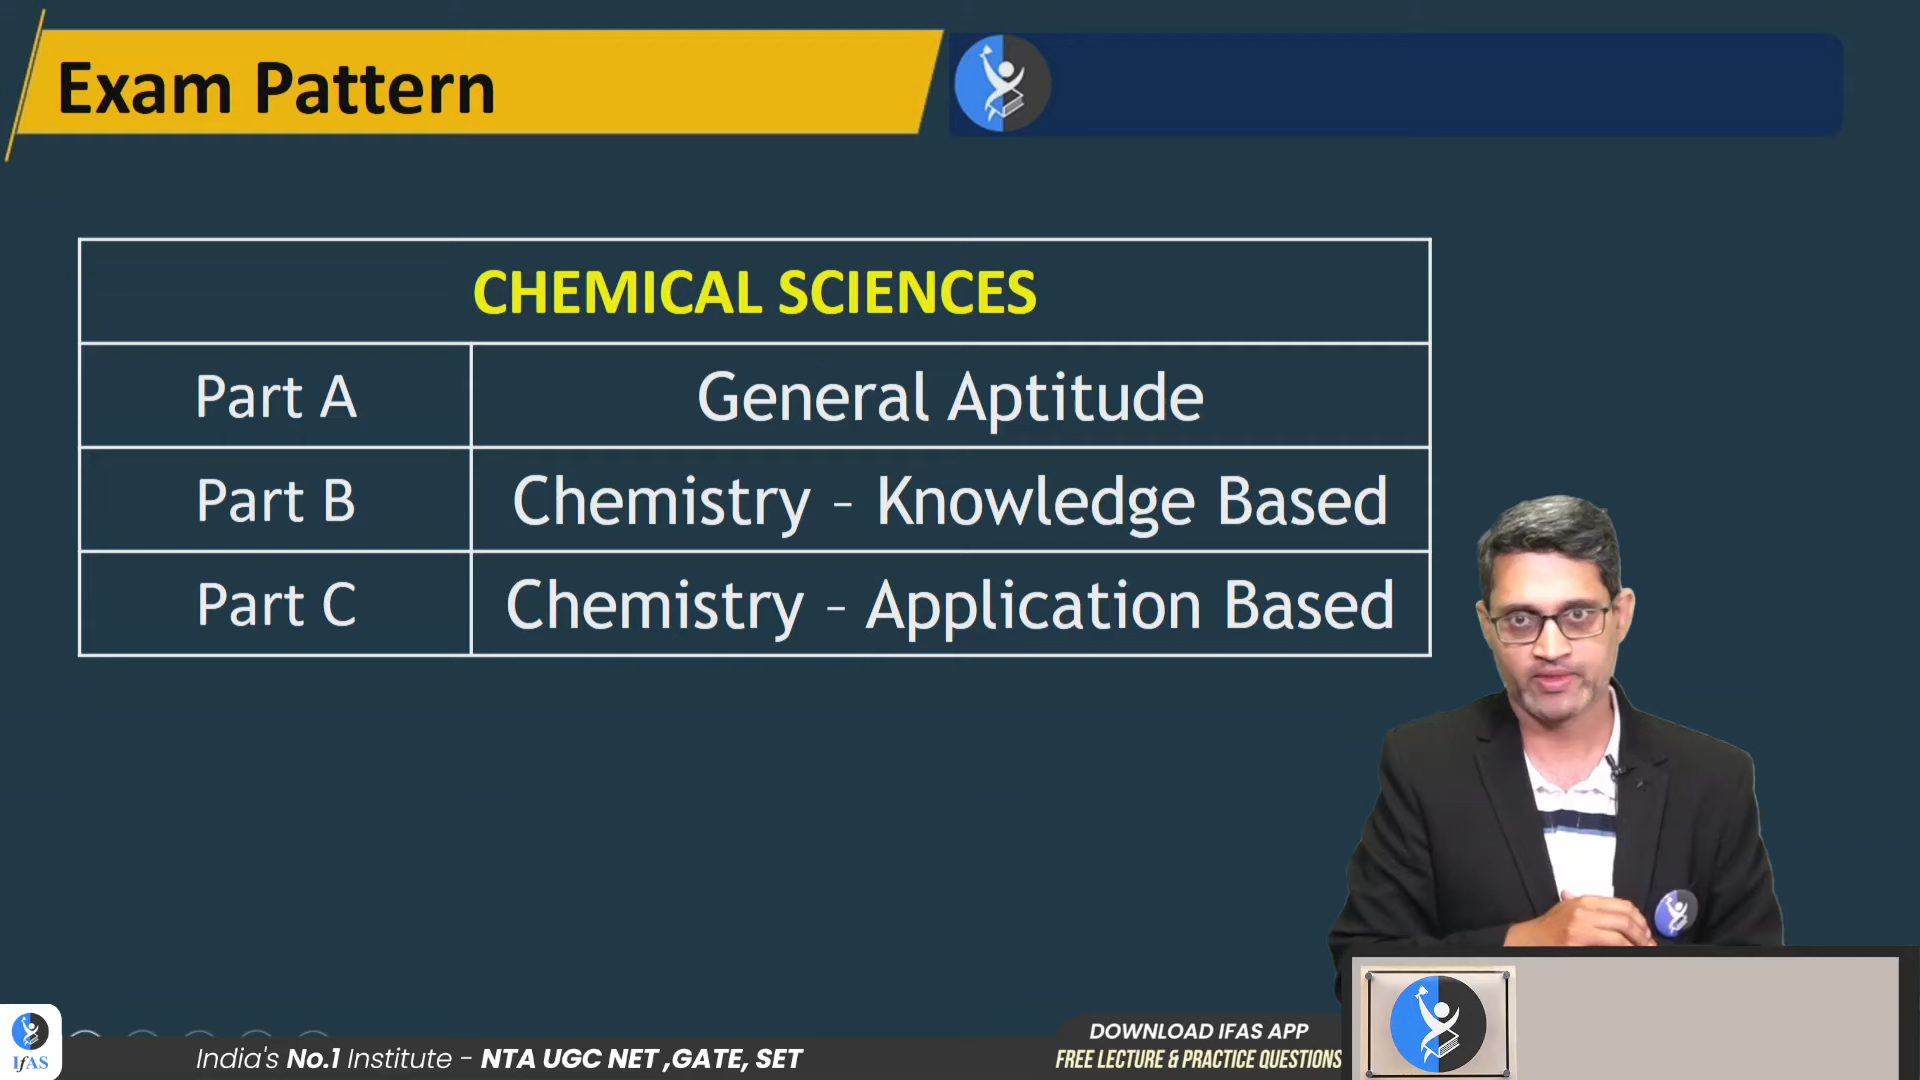 Exam Pattern
CHEMICAL SCIENCES
Part A General Aptitude
Part B Chemistry – Knowledge Based
Part C Chemistry – Application Based
IfAS
India's No.1 Institute - NTA UGC NET ,GATE, SET
DOWNLOAD IFAS APP
FREE LECTURE & PRACTICE QUESTIONS